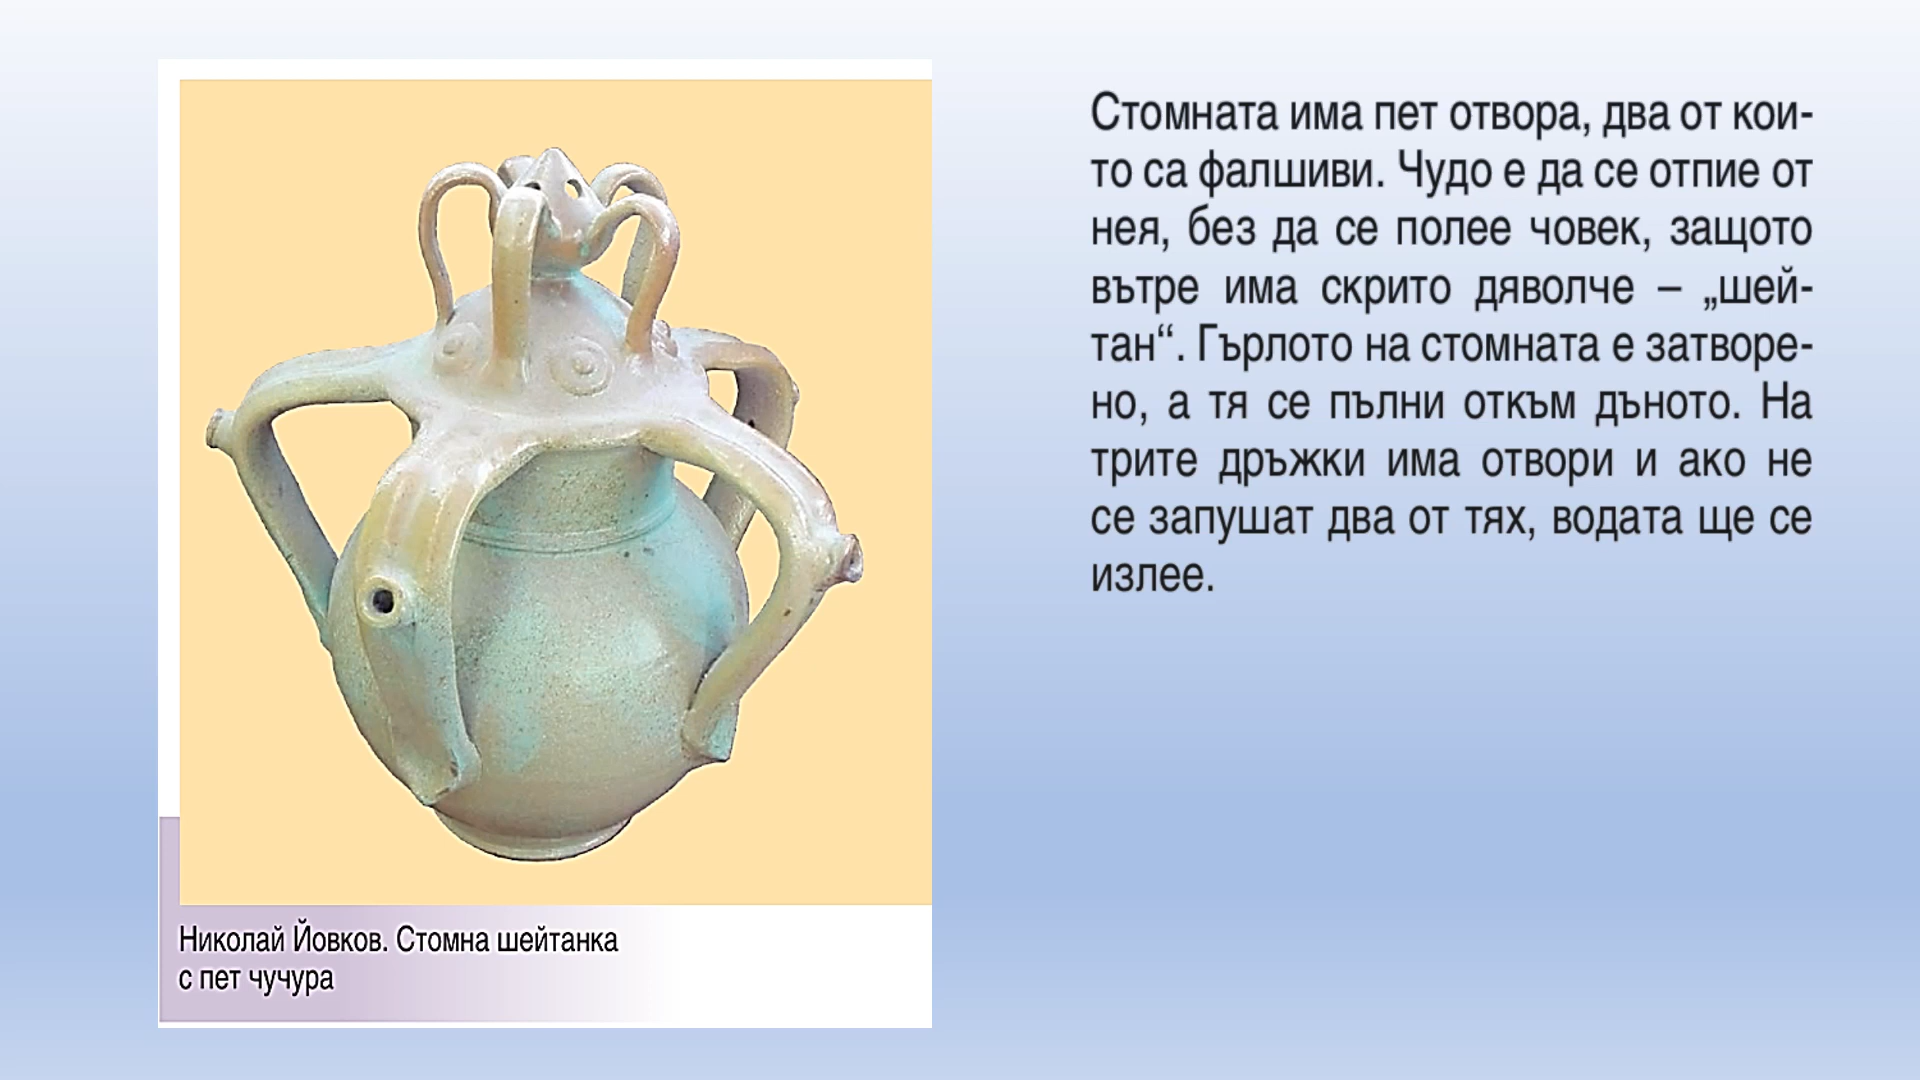 Стомната има пет отвора, два от кои-
то са фалшиви. Чудо е да се отпие от
нея, без да се полее човек, защото
вътре има скрито дяволче – „шей-
тан“. Гърлото на стомната е затворе-
но, а тя се пълни откъм дъното. На
трите дръжки има отвори и ако не
се запушат два от тях, водата ще се
излее.
Николай Йовков. Стомна шейтанка
с пет чучура